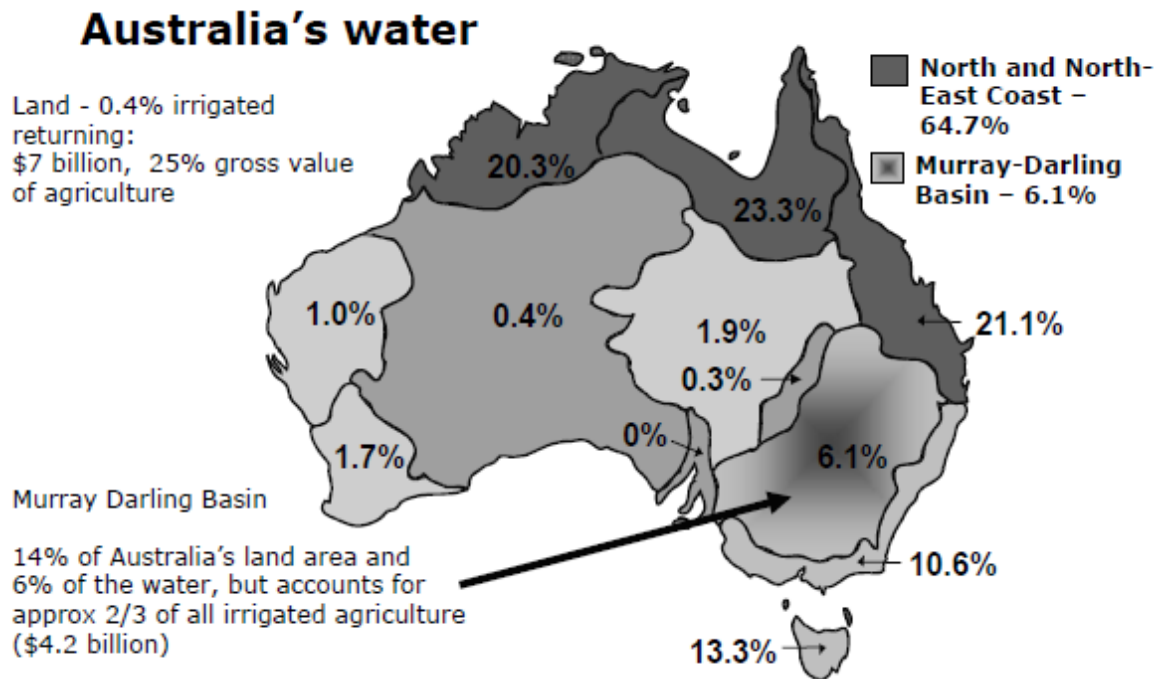 Australia's water
Land - 0.4% irrigated
returning:
$7 billion,  25% gross value
of agriculture
North and North-
East Coast –
64.7%
Murray-Darling
Basin – 6.1%
20.3%
23.3%
1.0%
0.4%
1.9%
21.1%
0.3%
0%
1.7%
6.1%
10.6%
13.3%
Murray Darling Basin
14% of Australia's land area and
6% of the water, but accounts for
approx 2/3 of all irrigated agriculture
($4.2 billion)